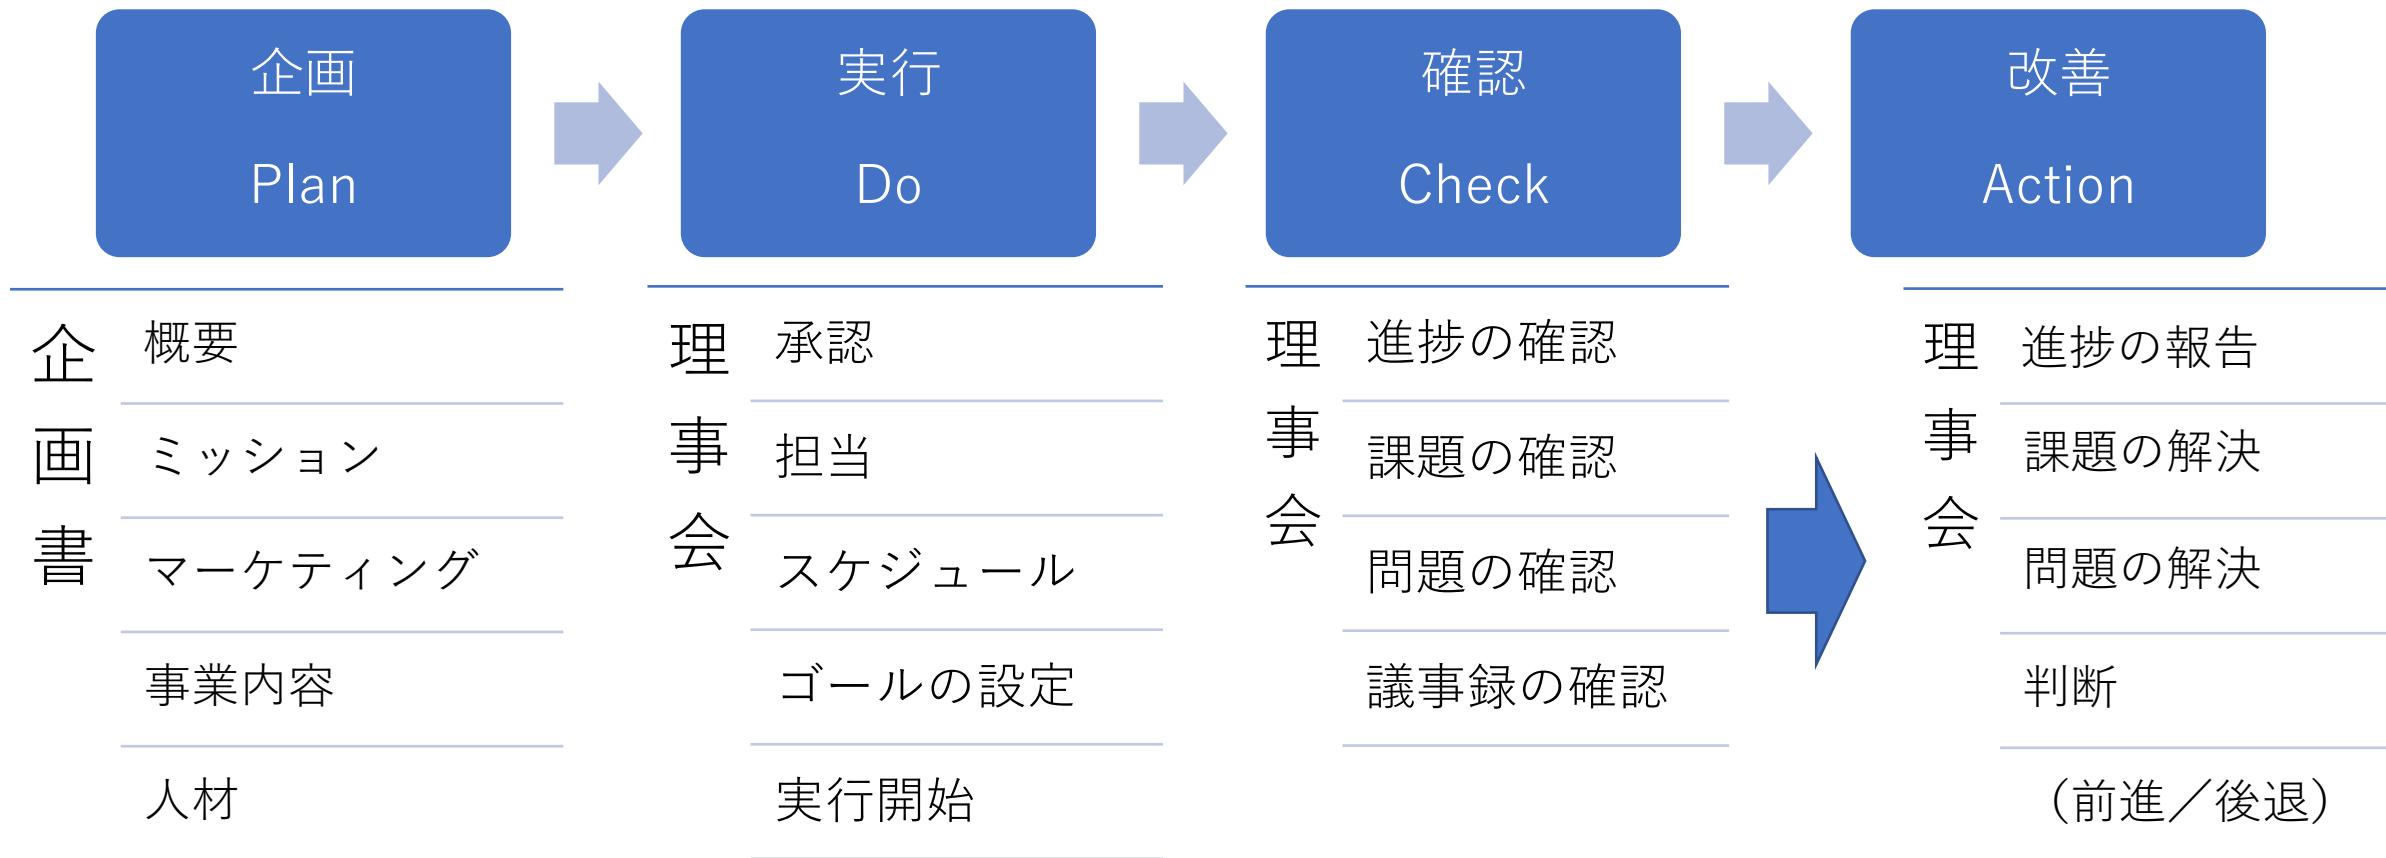 企画
Plan
実行
Do
確認
Check
改善
Action
企画書
概要
ミッション
マーケティング
事業内容
人材
理事会
承認
担当
スケジュール
ゴールの設定
実行開始
理事会
進捗の確認
課題の確認
問題の確認
議事録の確認
理事会
進捗の報告
課題の解決
問題の解決
判断
（前進／後退）